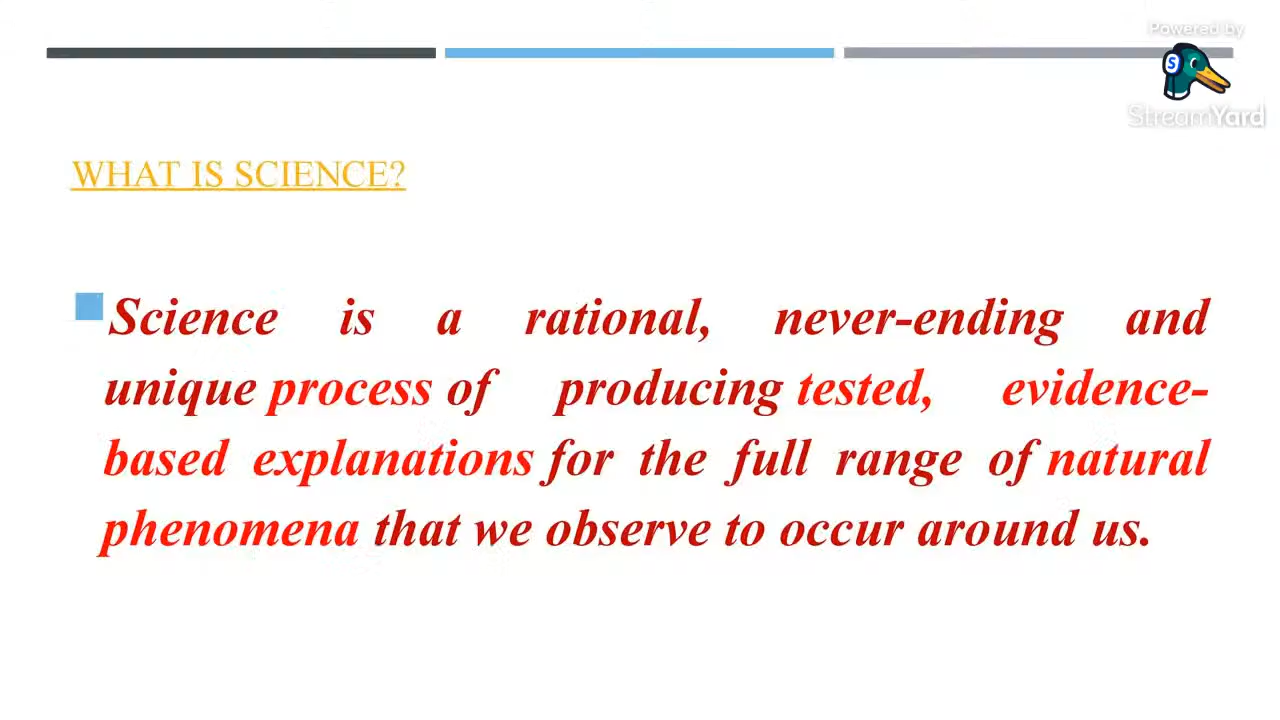 Powered by
S
StreamYard
WHAT IS SCIENCE?
Science is a rational, never-ending and
unique process of producing tested, evidence-
based explanations for the full range of natural
phenomena that we observe to occur around us.